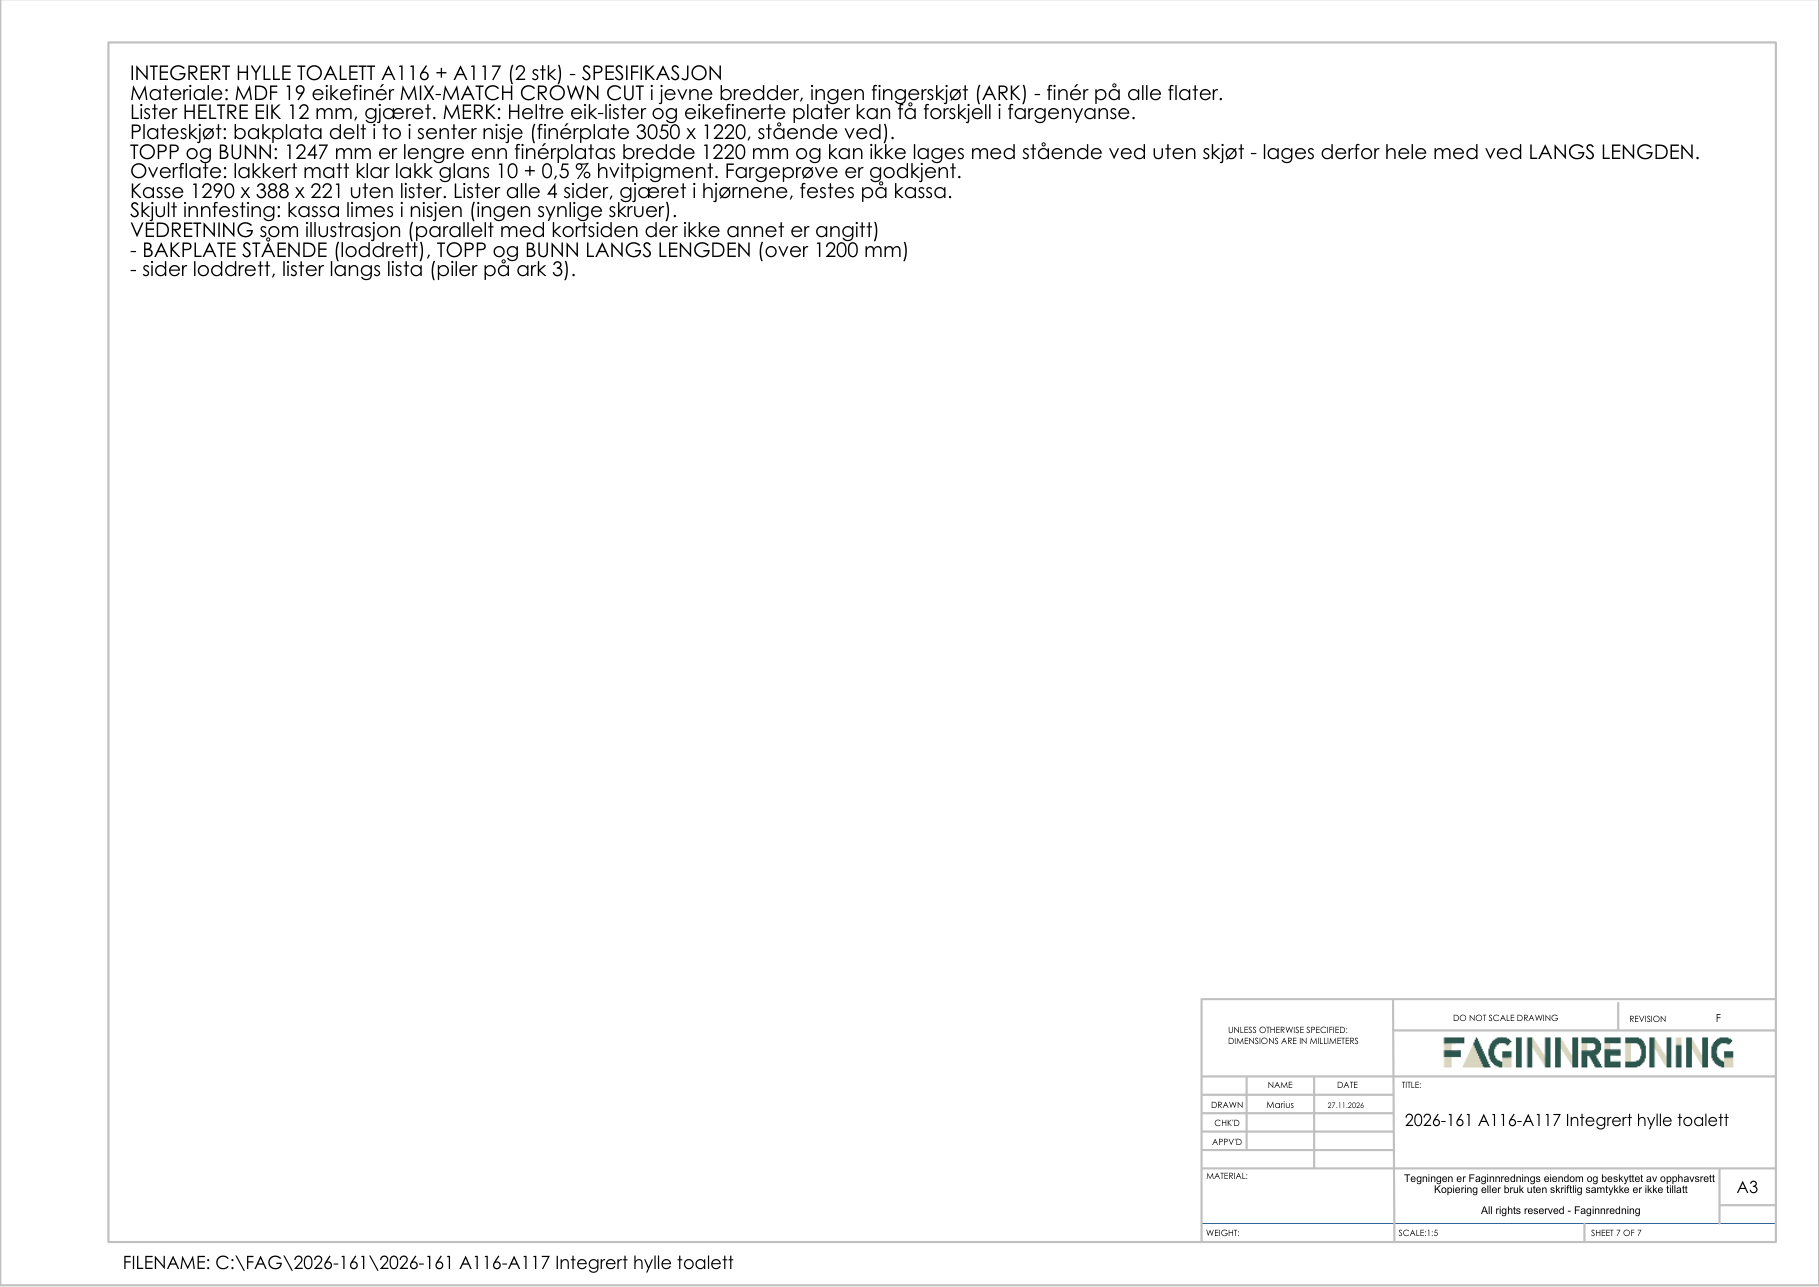 INTEGRERT HYLLE TOALETT A116 + A117 (2 stk) - SPESIFIKASJON
Materiale: MDF 19 eikefinér MIX-MATCH CROWN CUT i jevne bredder, ingen fingerskjøt (ARK) - finér på alle flater.
Lister HELTRE EIK 12 mm, gjæret. MERK: Heltre eik-lister og eikefinerte plater kan få forskjell i fargenyanse.
Plateskjøt: bakplata delt i to i senter nisje (finérplate 3050 x 1220, stående ved).
TOPP og BUNN: 1247 mm er lengre enn finérplatas bredde 1220 mm og kan ikke lages med stående ved uten skjøt - lages derfor hele med ved LANGS LENGDEN.
Overflate: lakkert matt klar lakk glans 10 + 0,5 % hvitpigment. Fargeprøve er godkjent.
Kasse 1290 x 388 x 221 uten lister. Lister alle 4 sider, gjæret i hjørnene, festes på kassa.
Skjult innfesting: kassa limes i nisjen (ingen synlige skruer).
VEDRETNING som illustrasjon (parallelt med kortsiden der ikke annet er angitt)
- BAKPLATE STÅENDE (loddrett), TOPP og BUNN LANGS LENGDEN (over 1200 mm)
- sider loddrett, lister langs lista (piler på ark 3).
UNLESS OTHERWISE SPECIFIED:
DIMENSIONS ARE IN MILLIMETERS
DO NOT SCALE DRAWING
REVISION F
FAGINNREDNING
NAME DATE
DRAWN Marius 27.11.2026
CHK'D
APPV'D
TITLE:
2026-161 A116-A117 Integrert hylle toalett
MATERIAL:
Tegningen er Faginnrednings eiendom og beskyttet av opphavsrett
Kopiering eller bruk uten skriftlig samtykke er ikke tillatt
All rights reserved - Faginnredning
A3
WEIGHT:
SCALE:1:5
SHEET 7 OF 7
FILENAME: C:\FAG\2026-161\2026-161 A116-A117 Integrert hylle toalett